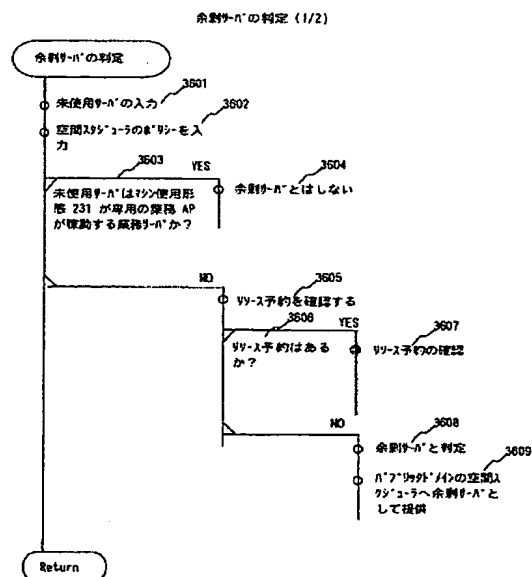 余剰ｻｰﾊﾞの判定 (1/2)
余剰ｻｰﾊﾞの判定
3601
未使用ｻｰﾊﾞの入力
3602
空間ｽｹｼﾞｭｰﾗのﾎﾟﾘｼｰを入
力
3603
YES
3604
未使用ｻｰﾊﾞはﾏｼﾝ使用形
態 231 が専用の業務 AP
が稼動する業務ｻｰﾊﾞか?
余剰ｻｰﾊﾞとはしない
NO
3605
ﾘｿｰｽ予約を確認する
3606
YES
3607
ﾘｿｰｽ予約はある
か?
ﾘｿｰｽ予約の確認
NO
3608
余剰ｻｰﾊﾞと判定
3609
ﾊﾟﾌﾞﾘｯｸﾄﾞﾒｲﾝの空間ｽ
ｹｼﾞｭｰﾗへ余剰ｻｰﾊﾞと
して提供
Return